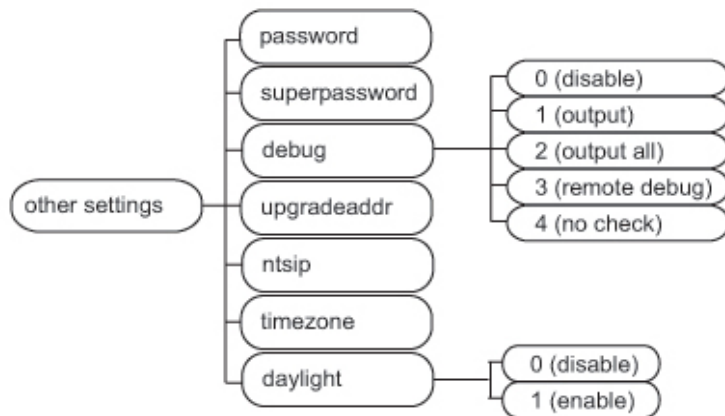 other settings
password
superpassword
debug
0 (disable)
1 (output)
2 (output all)
3 (remote debug)
4 (no check)
upgradeaddr
ntsip
timezone
daylight
0 (disable)
1 (enable)